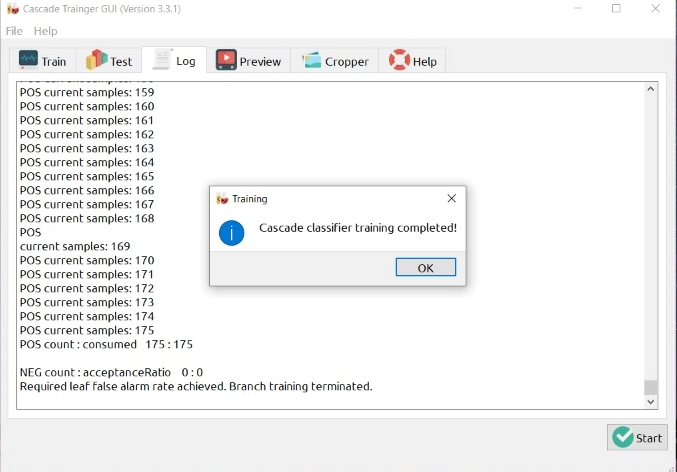 Cascade Trainger GUI (Version 3.3.1)
File Help
Train Test Log Preview Cropper Help
POS current samples: 159
POS current samples: 160
POS current samples: 161
POS current samples: 162
POS current samples: 163
POS current samples: 164
POS current samples: 165
POS current samples: 166
POS current samples: 167
POS current samples: 168
POS
current samples: 169
POS current samples: 170
POS current samples: 171
POS current samples: 172
POS current samples: 173
POS current samples: 174
POS current samples: 175
POS count : consumed 175 : 175
NEG count : acceptanceRatio 0 : 0
Required leaf false alarm rate achieved. Branch training terminated.
Training
Cascade classifier training completed!
OK
Start